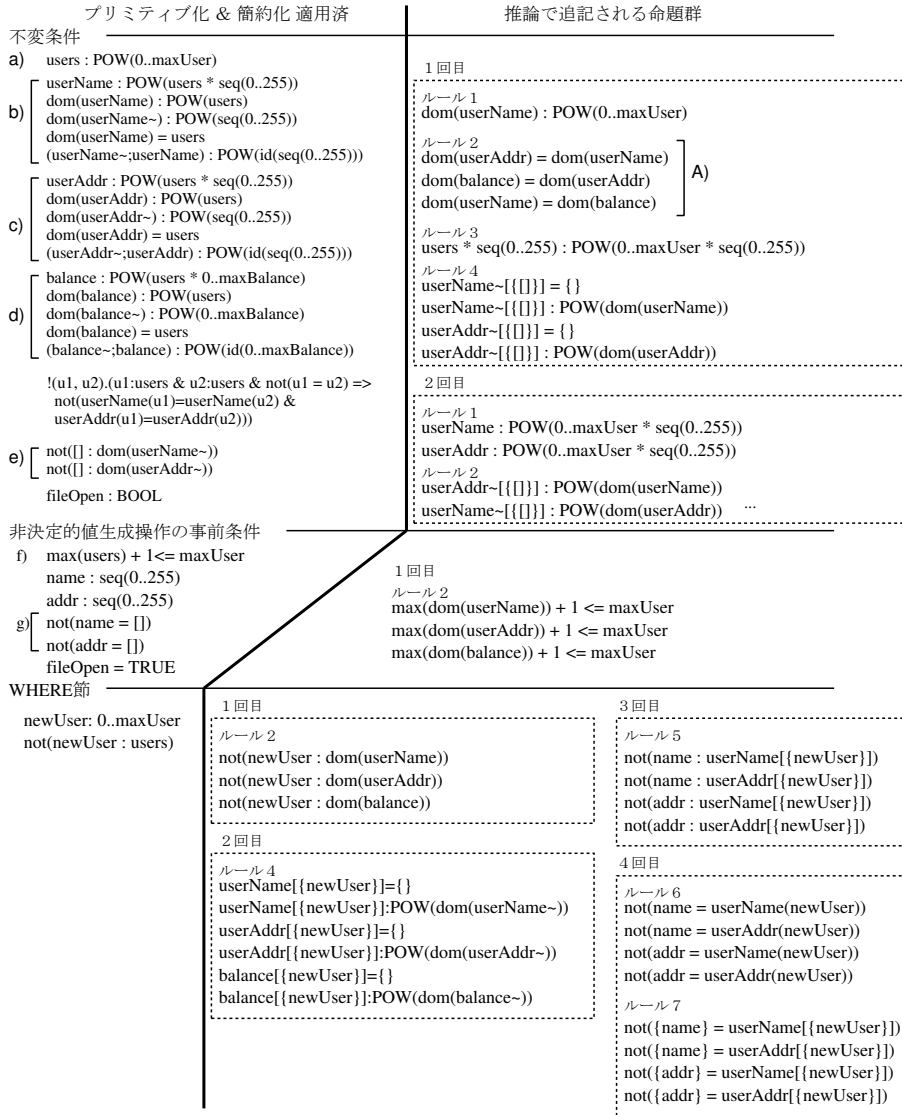 プリミティブ化 & 簡約化 適用済
推論で追記される命題群
不変条件
a) users : POW(0..maxUser)
b)
userName : POW(users * seq(0..255))
dom(userName) : POW(users)
dom(userName~) : POW(seq(0..255))
dom(userName) = users
(userName~;userName) : POW(id(seq(0..255)))
c)
userAddr : POW(users * seq(0..255))
dom(userAddr) : POW(users)
dom(userAddr~) : POW(seq(0..255))
dom(userAddr) = users
(userAddr~;userAddr) : POW(id(seq(0..255)))
d)
balance : POW(users * 0..maxBalance)
dom(balance) : POW(users)
dom(balance~) : POW(0..maxBalance)
dom(balance) = users
(balance~;balance) : POW(id(0..maxBalance))
!(u1, u2).(u1:users & u2:users & not(u1 = u2) =>
not(userName(u1)=userName(u2) &
userAddr(u1)=userAddr(u2)))
e)
not([] : dom(userName~))
not([] : dom(userAddr~))
fileOpen : BOOL
1回目
ルール1
dom(userName) : POW(0..maxUser)
ルール2
dom(userAddr) = dom(userName)
dom(balance) = dom(userAddr)
dom(userName) = dom(balance)
A)
ルール3
users * seq(0..255) : POW(0..maxUser * seq(0..255))
ルール4
userName~[{[]}] = {}
userName~[{[]}] : POW(dom(userName))
userAddr~[{[]}] = {}
userAddr~[{[]}] : POW(dom(userAddr))
2回目
ルール1
userName : POW(0..maxUser * seq(0..255))
userAddr : POW(0..maxUser * seq(0..255))
ルール2
userAddr~[{[]}] : POW(dom(userName))
userName~[{[]}] : POW(dom(userAddr)) ...
非決定的値生成操作の事前条件
f) max(users) + 1<= maxUser
name : seq(0..255)
addr : seq(0..255)
g)
not(name = [])
not(addr = [])
fileOpen = TRUE
1回目
ルール2
max(dom(userName)) + 1 <= maxUser
max(dom(userAddr)) + 1 <= maxUser
max(dom(balance)) + 1 <= maxUser
WHERE節
newUser: 0..maxUser
not(newUser : users)
1回目
ルール2
not(newUser : dom(userName))
not(newUser : dom(userAddr))
not(newUser : dom(balance))
2回目
ルール4
userName[{newUser}]={}
userName[{newUser}]:POW(dom(userName~))
userAddr[{newUser}]={}
userAddr[{newUser}]:POW(dom(userAddr~))
balance[{newUser}]={}
balance[{newUser}]:POW(dom(balance~))
3回目
ルール5
not(name : userName[{newUser}])
not(name : userAddr[{newUser}])
not(addr : userName[{newUser}])
not(addr : userAddr[{newUser}])
4回目
ルール6
not(name = userName(newUser))
not(name = userAddr(newUser))
not(addr = userName(newUser))
not(addr = userAddr(newUser))
ルール7
not({name} = userName[{newUser}])
not({name} = userAddr[{newUser}])
not({addr} = userName[{newUser}])
not({addr} = userAddr[{newUser}])